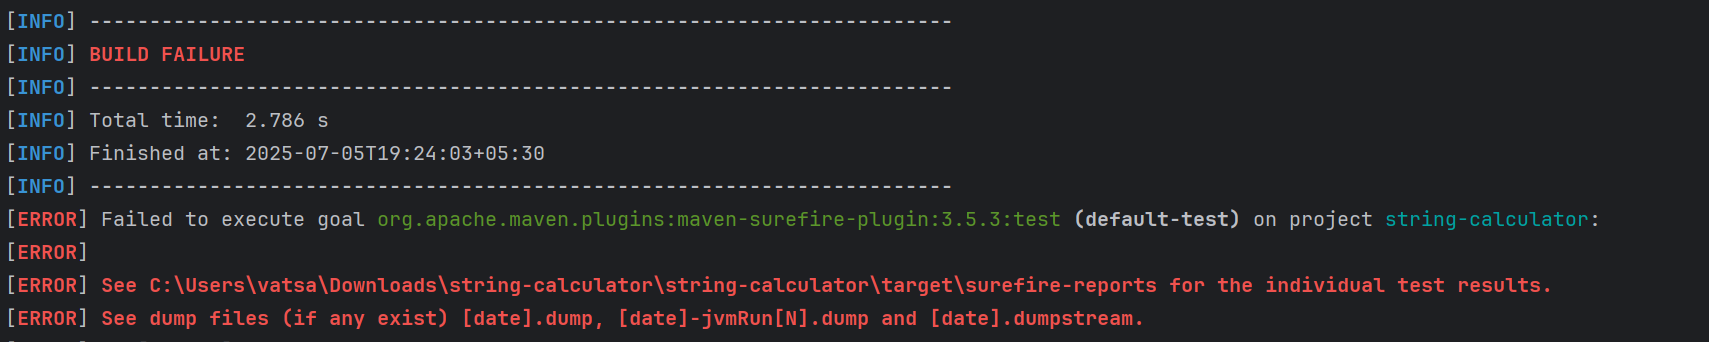 [INFO] ------------------------------------------------------------------------
[INFO] BUILD FAILURE
[INFO] ------------------------------------------------------------------------
[INFO] Total time:  2.786 s
[INFO] Finished at: 2025-07-05T19:24:03+05:30
[INFO] ------------------------------------------------------------------------
[ERROR] Failed to execute goal org.apache.maven.plugins:maven-surefire-plugin:3.5.3:test (default-test) on project string-calculator:
[ERROR]
[ERROR] See C:\Users\vatsa\Downloads\string-calculator\string-calculator\target\surefire-reports for the individual test results.
[ERROR] See dump files (if any exist) [date].dump, [date]-jvmRun[N].dump and [date].dumpstream.